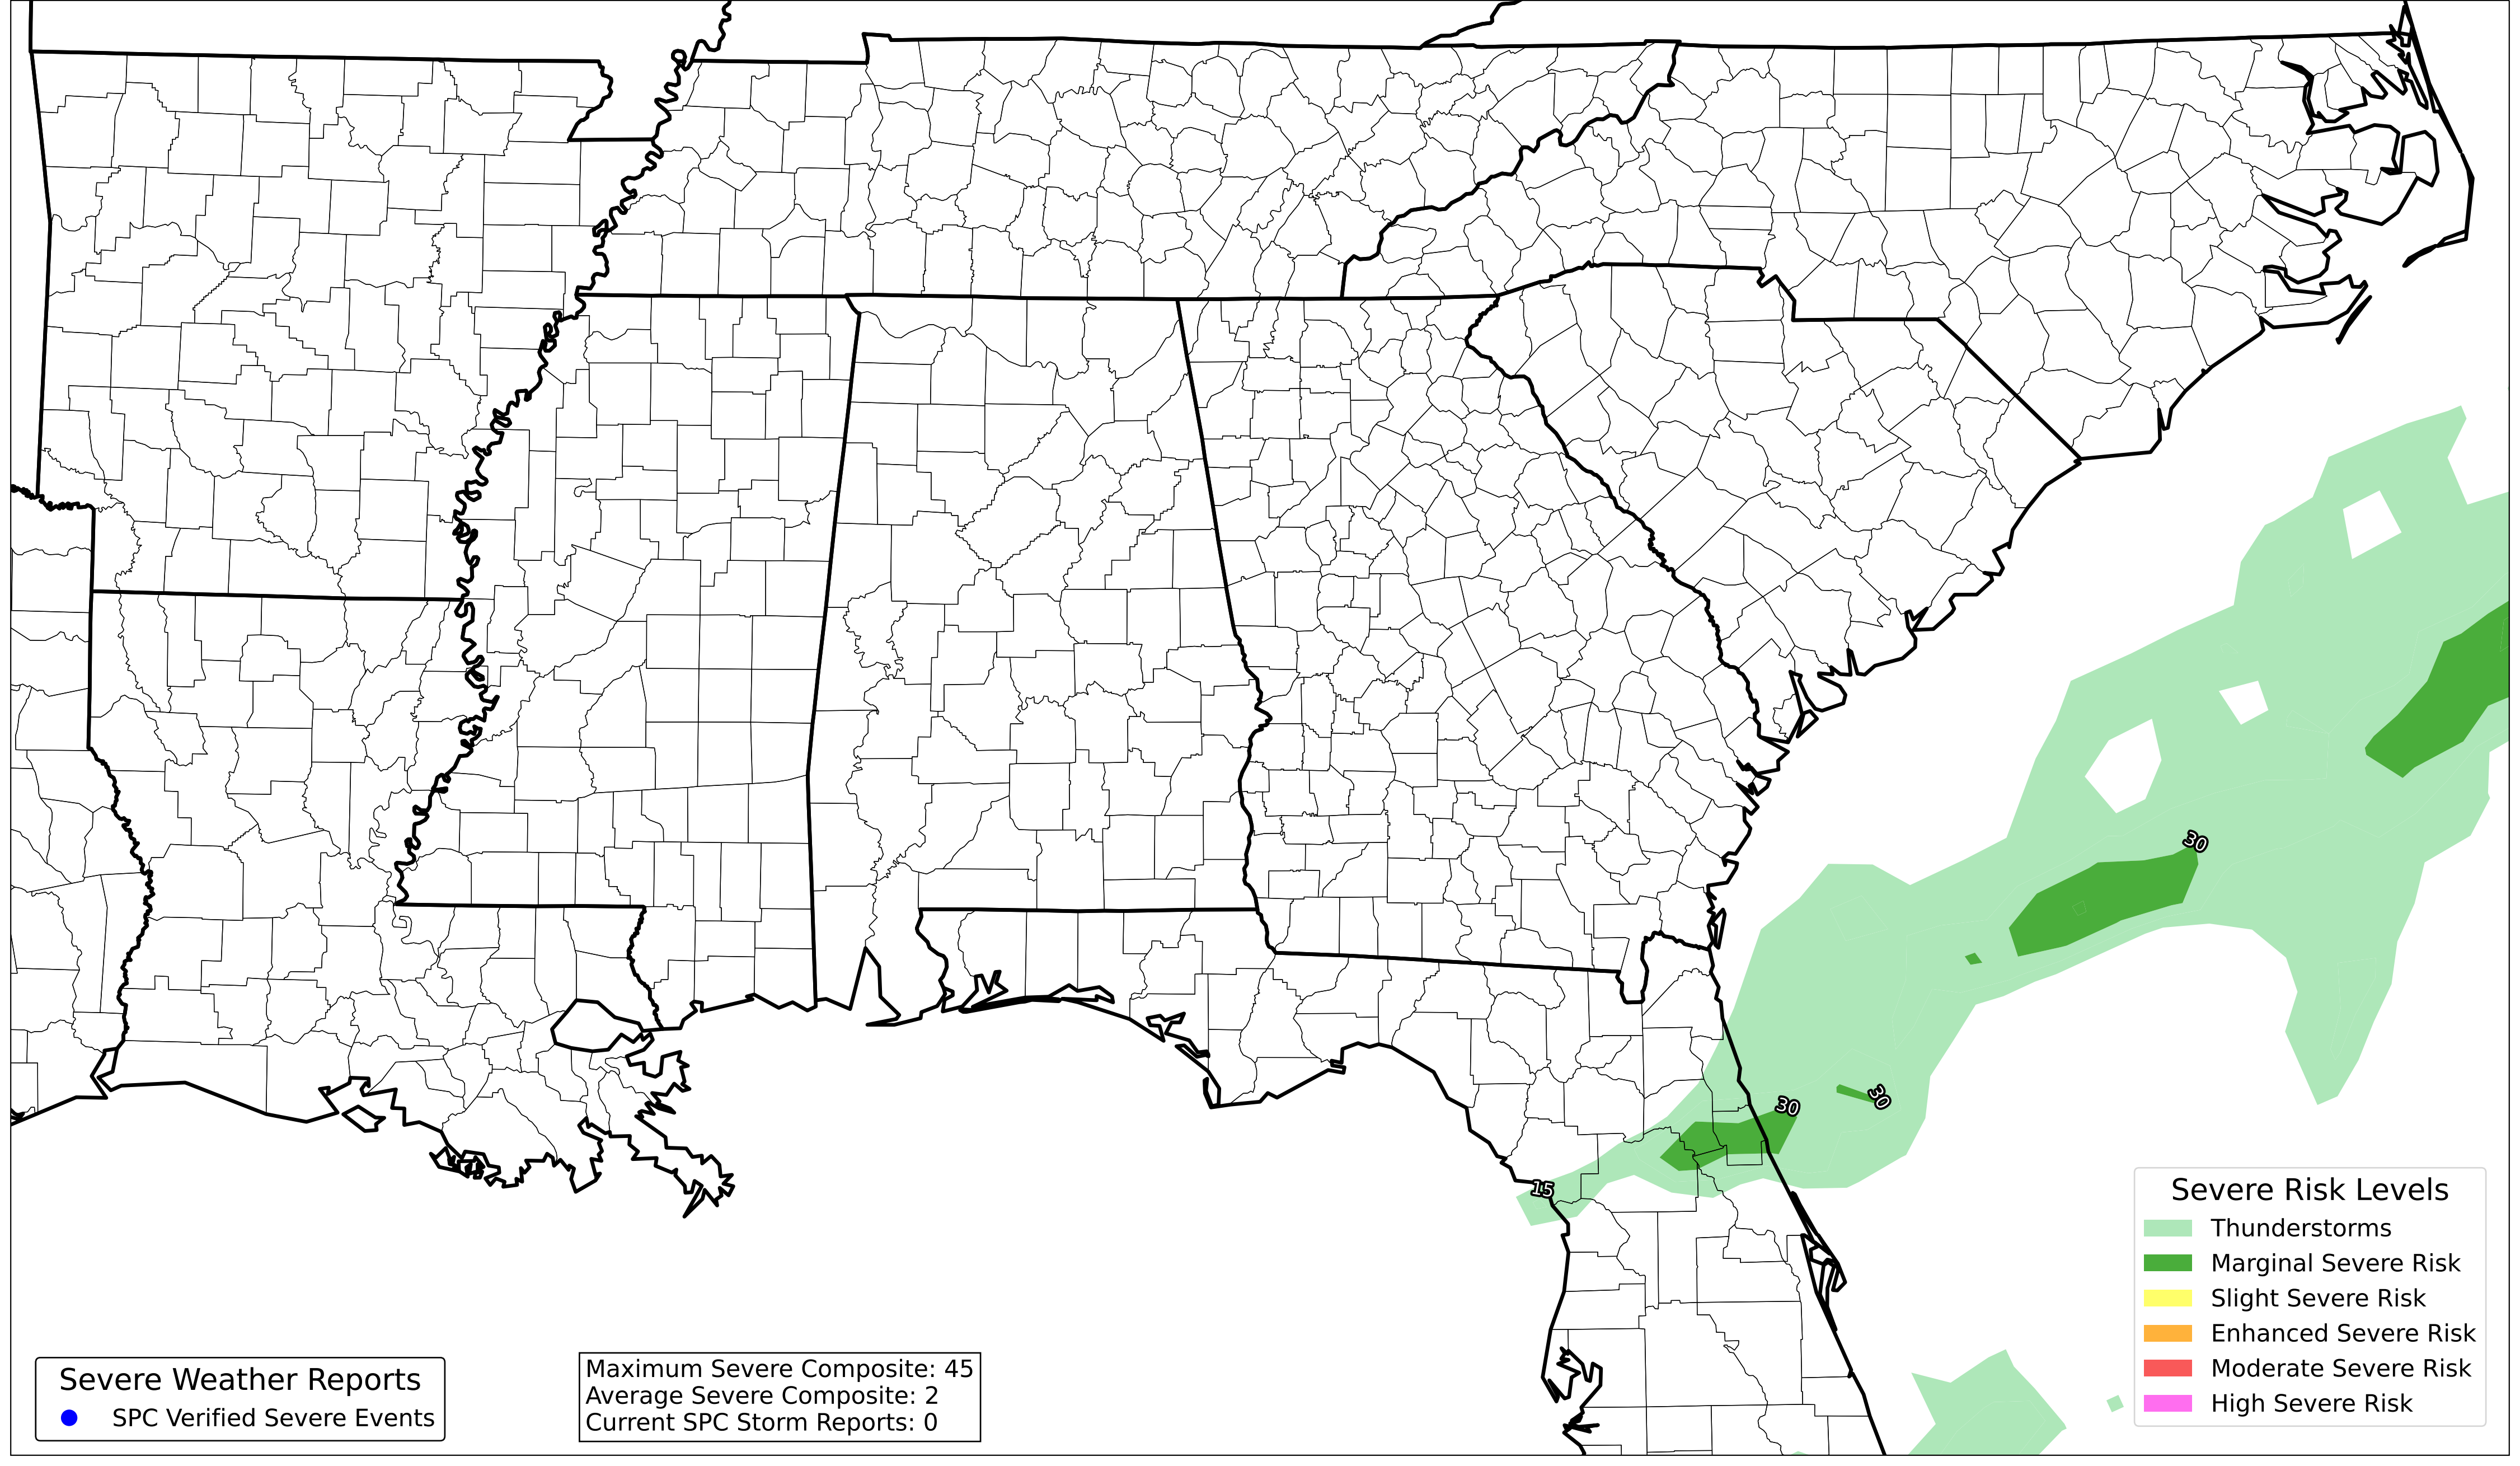 30
30
30
15
Severe Risk Levels
Thunderstorms
Marginal Severe Risk
Slight Severe Risk
Enhanced Severe Risk
Moderate Severe Risk
High Severe Risk
Severe Weather Reports
SPC Verified Severe Events
Maximum Severe Composite: 45
Average Severe Composite: 2
Current SPC Storm Reports: 0